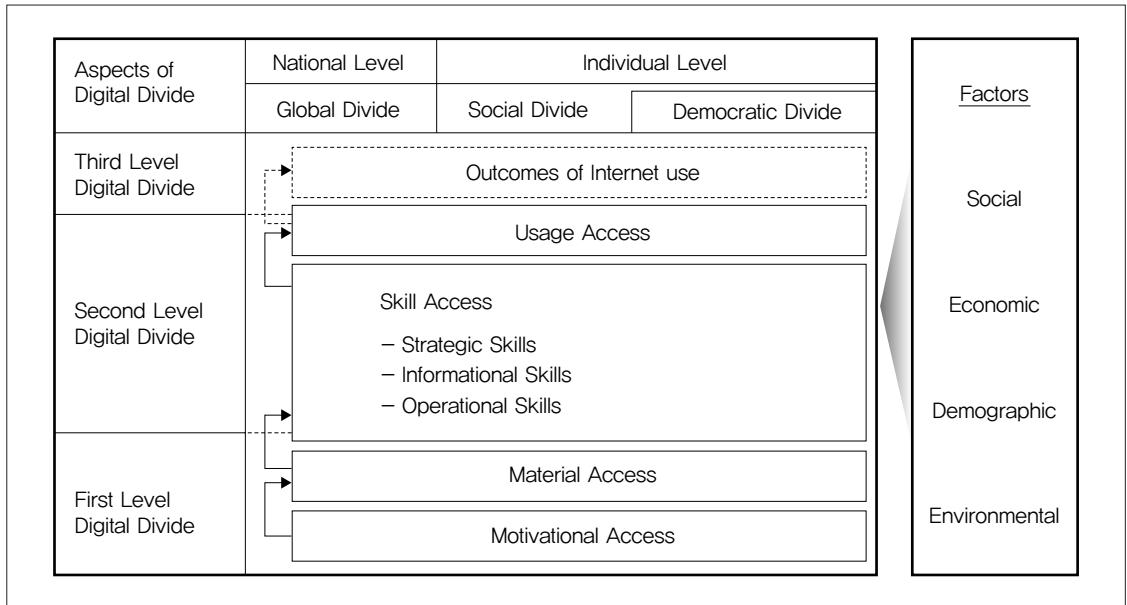 Aspects of
Digital Divide
National Level
Individual Level
Global Divide
Social Divide
Democratic Divide
Third Level
Digital Divide
Outcomes of Internet use
Usage Access
Second Level
Digital Divide
Skill Access
– Strategic Skills
– Informational Skills
– Operational Skills
First Level
Digital Divide
Material Access
Motivational Access
Factors
Social
Economic
Demographic
Environmental